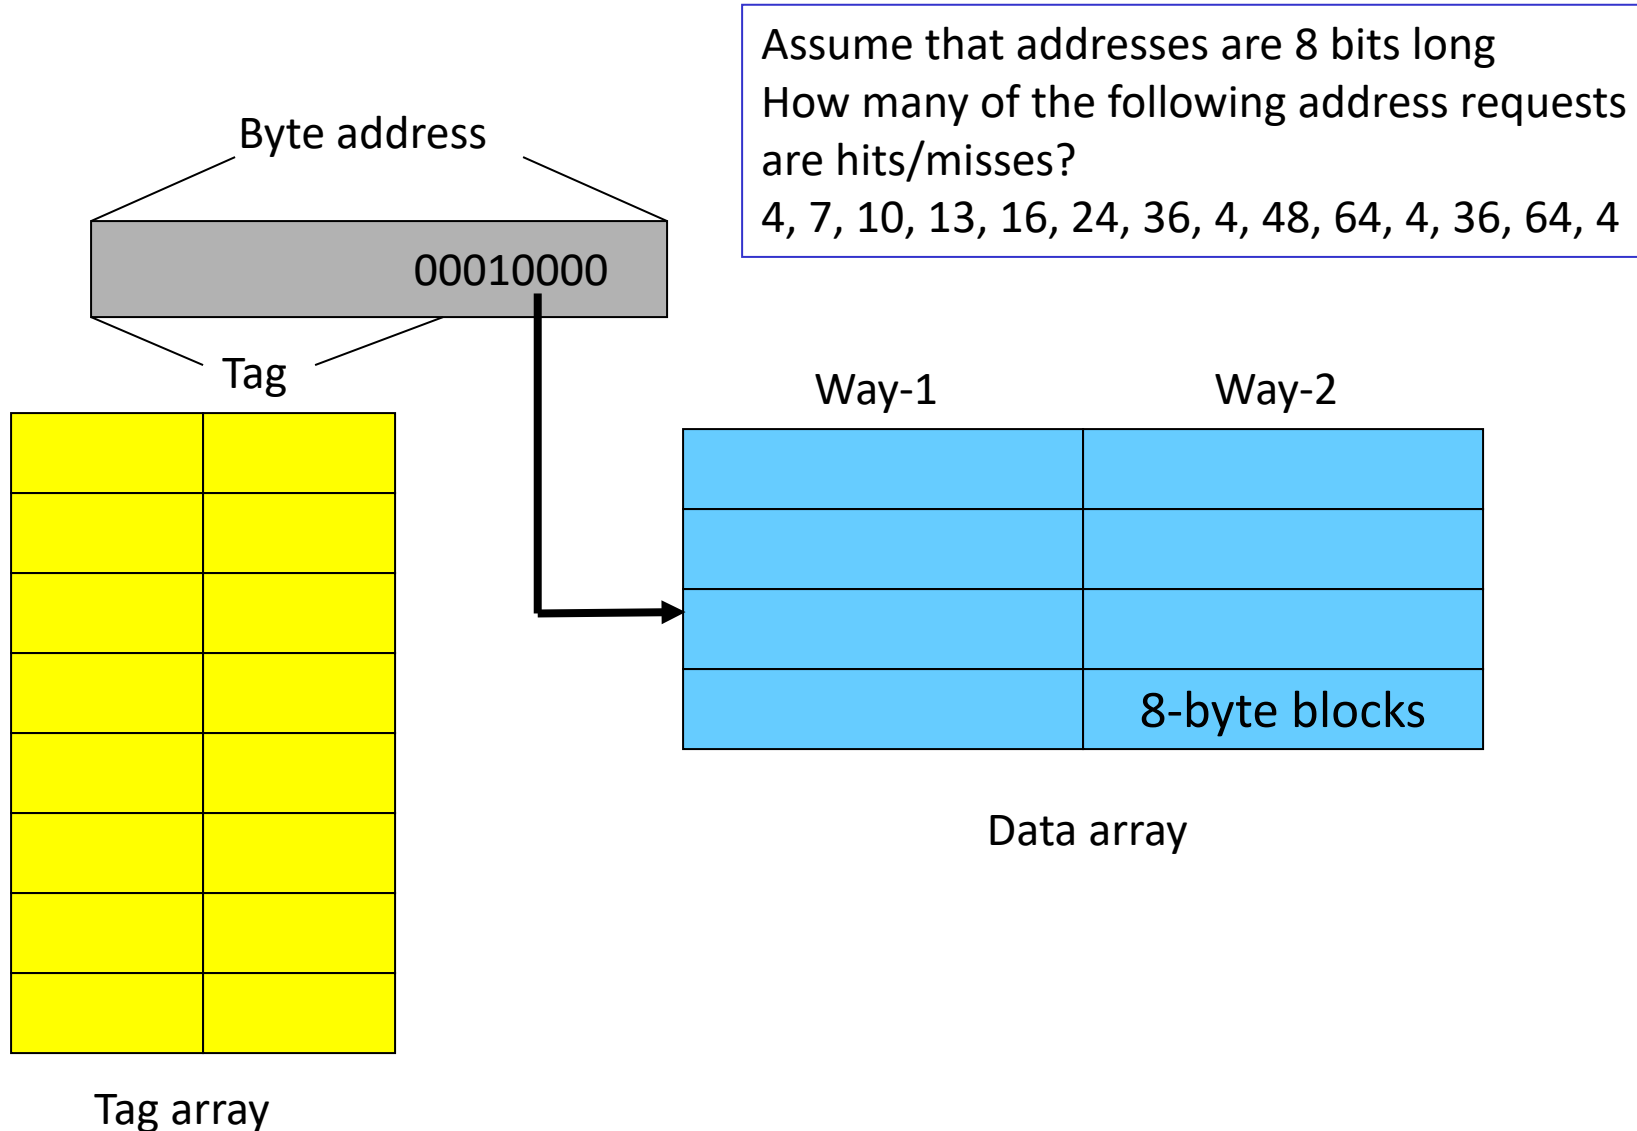 Assume that addresses are 8 bits long
How many of the following address requests
are hits/misses?
4, 7, 10, 13, 16, 24, 36, 4, 48, 64, 4, 36, 64, 4
Byte address
00010000
Tag
Way-1
Way-2
8-byte blocks
Data array
Tag array